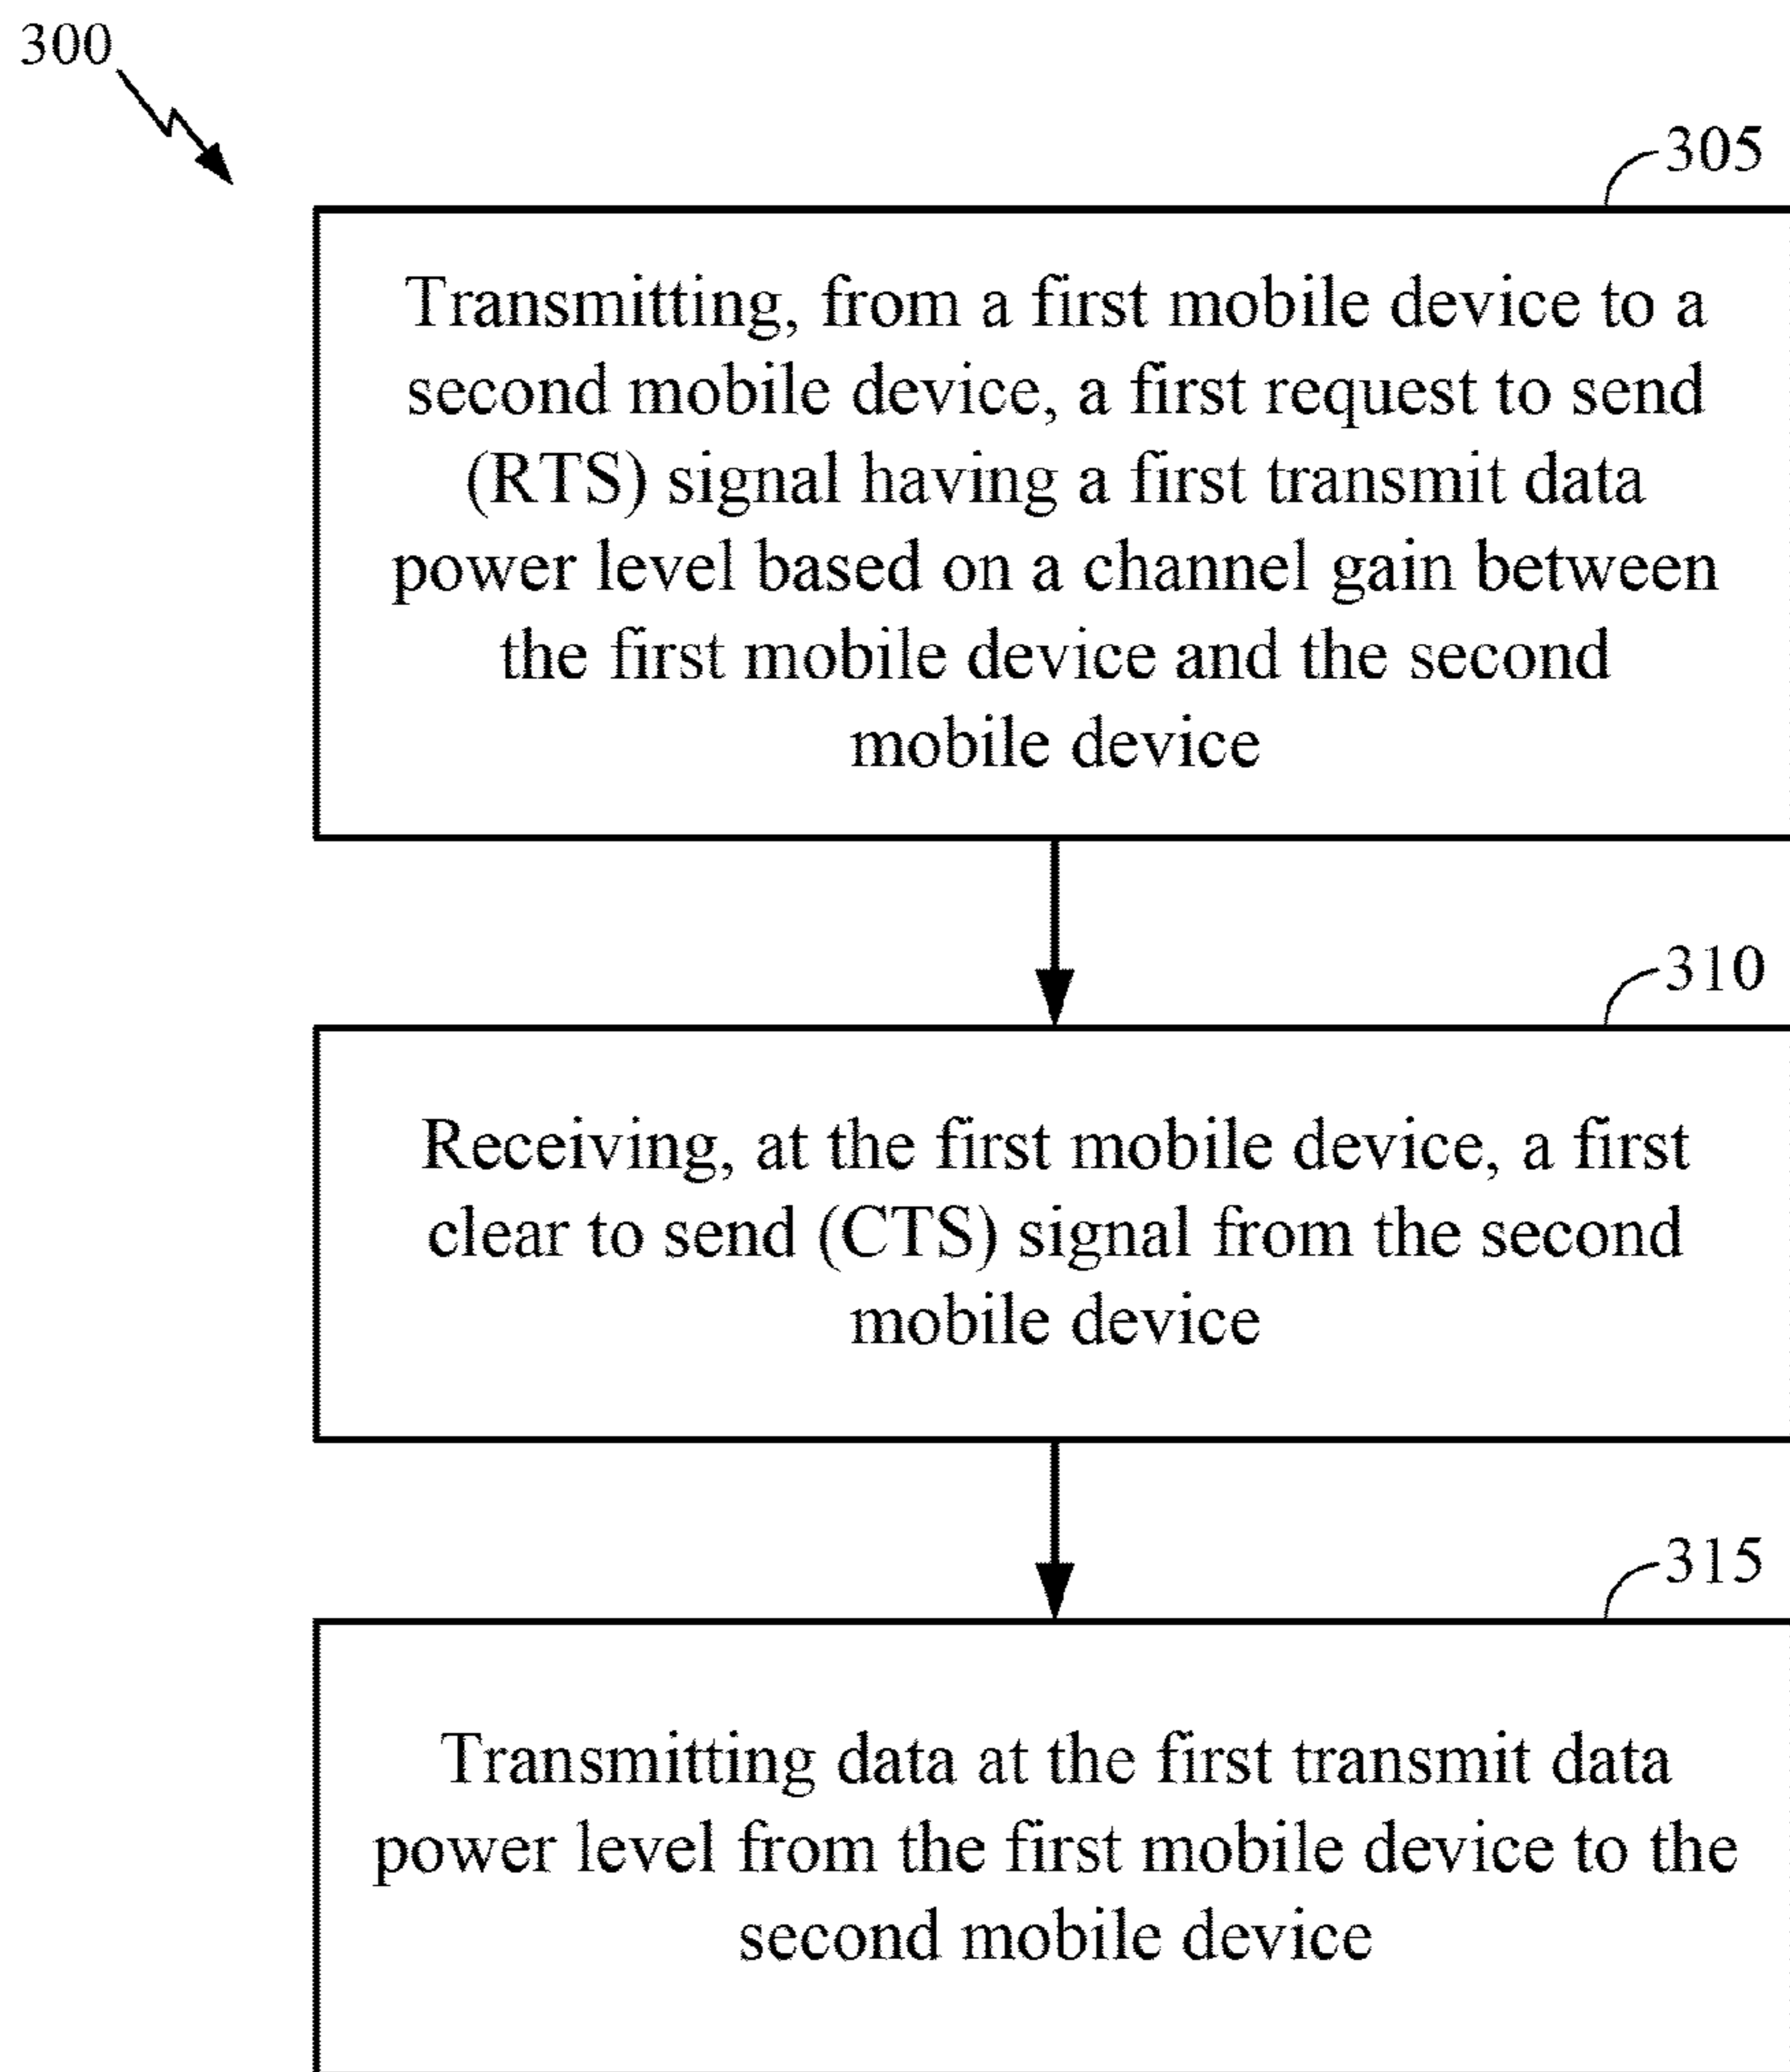 300
305
Transmitting, from a first mobile device to a
second mobile device, a first request to send
(RTS) signal having a first transmit data
power level based on a channel gain between
the first mobile device and the second
mobile device
310
Receiving, at the first mobile device, a first
clear to send (CTS) signal from the second
mobile device
315
Transmitting data at the first transmit data
power level from the first mobile device to the
second mobile device